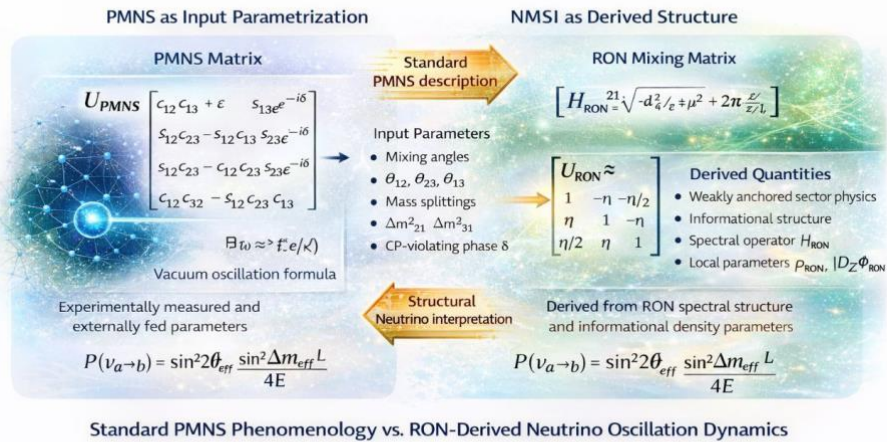 PMNS as Input Parametrization
NMSI as Derived Structure
PMNS Matrix
U_PMNS
c₁₂c₁₃ + ε s₁₃e e^−iδ
s₁₂c₂₃ − s₁₂c₁₃ s₂₃e^−iδ
s₁₂c₂₃ − c₁₂c₂₃ s₂₃e^−iδ
c₁₂c₃₂ − s₁₂c₂₃ c₁₃
Vacuum oscillation formula
Standard
PMNS description
Input Parameters
• Mixing angles
• θ₁₂, θ₂₃, θ₁₃
• Mass splittings
• Δm²₂₁ Δm²₃₁
• CP-violating phase δ
RON Mixing Matrix
H_RON
U_RON ≈
1 −η −η/2
η 1 −η
η/2 η 1
Derived Quantities
• Weakly anchored sector physics
• Informational structure
• Spectral operator H_RON
• Local parameters ρ_RON, |D_Z Φ_RON
Experimentally measured and
externally fed parameters
P(ν_a→b) = sin²2θ_eff sin²Δm_eff L / 4E
Structural
Neutrino interpretation
Derived from RON spectral structure
and informational density parameters
P(ν_a→b) = sin²2θ_eff sin²Δm_eff L / 4E
Standard PMNS Phenomenology vs. RON-Derived Neutrino Oscillation Dynamics